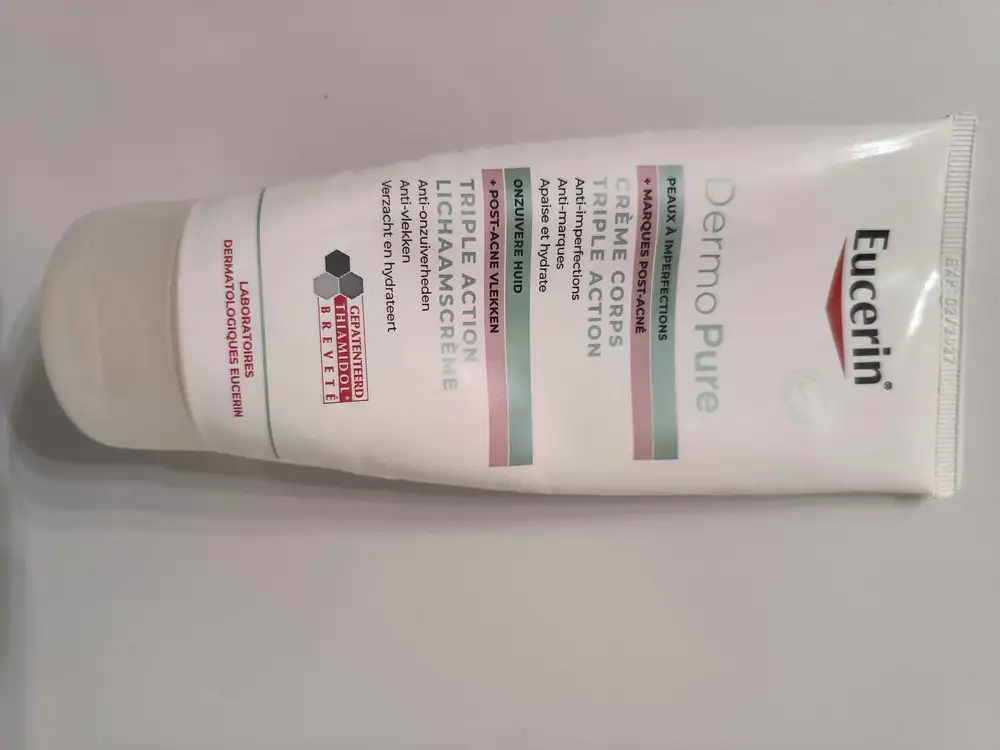 EXP 02/2027
Eucerin®
DermoPure
PEAUX À IMPERFECTIONS
+ MARQUES POST-ACNÉ
CRÈME CORPS
TRIPLE ACTION
Anti-imperfections
Anti-marques
Apaise et hydrate
ONZUIVERE HUID
+ POST-ACNE VLEKKEN
TRIPLE ACTION
LICHAAMSCRÈME
Anti-onzuiverheden
Anti-vlekken
Verzacht en hydrateert
GEPATENTEERD
THIAMIDOL®
BREVETÉ
LABORATOIRES
DERMATOLOGIQUES EUCERIN